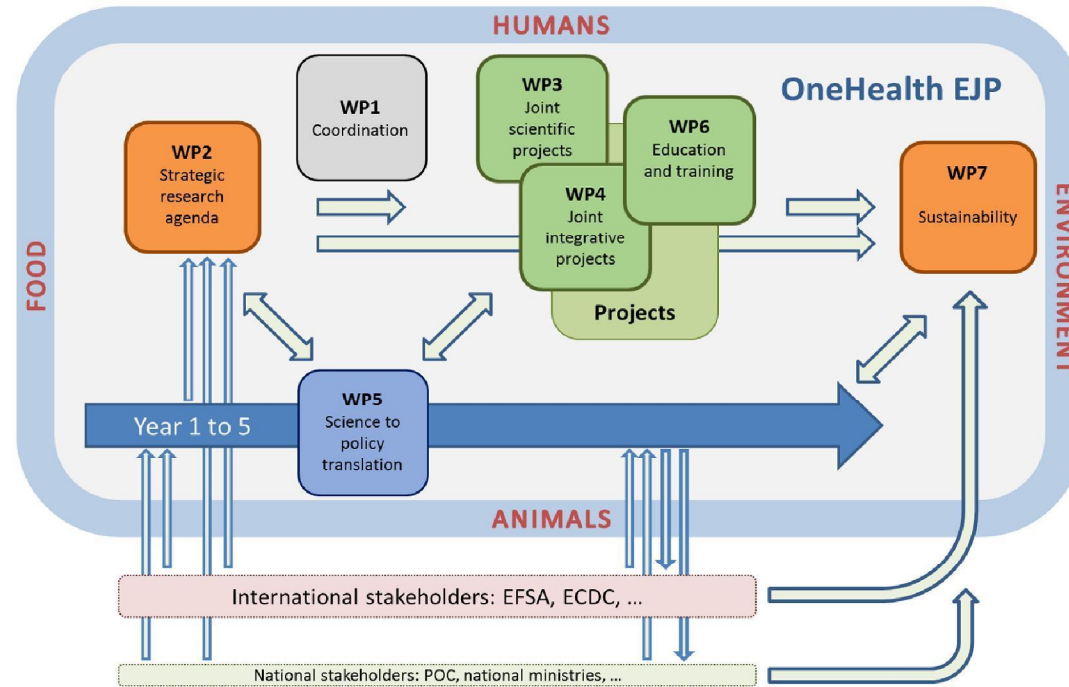 HUMANS
OneHealth EJP
WP1
Coordination
WP2
Strategic
research
agenda
WP3
Joint
scientific
projects
WP6
Education
and training
WP4
Joint
integrative
projects
Projects
WP7
Sustainability
FOOD
ENVIRONMENT
Year 1 to 5
WP5
Science to
policy
translation
ANIMALS
International stakeholders: EFSA, ECDC, ...
National stakeholders: POC, national ministries, ...